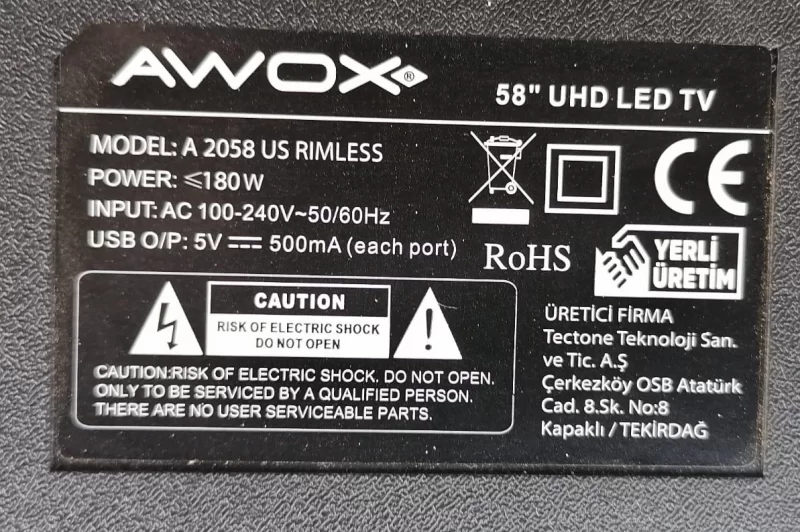 AWOX®
58" UHD LED TV
MODEL: A 2058 US RIMLESS
POWER: ≤180W
INPUT: AC 100-240V~50/60Hz
USB O/P: 5V ⎓ 500mA (each port)
CE
RoHS
YERLİ
ÜRETİM
CAUTION
RISK OF ELECTRIC SHOCK
DO NOT OPEN
!
CAUTION:RISK OF ELECTRIC SHOCK. DO NOT OPEN.
ONLY TO BE SERVICED BY A QUALIFIED PERSON.
THERE ARE NO USER SERVICEABLE PARTS.
ÜRETİCİ FİRMA
Tectone Teknoloji San.
ve Tic. A.Ş
Çerkezköy OSB Atatürk
Cad. 8.Sk. No:8
Kapaklı / TEKİRDAĞ